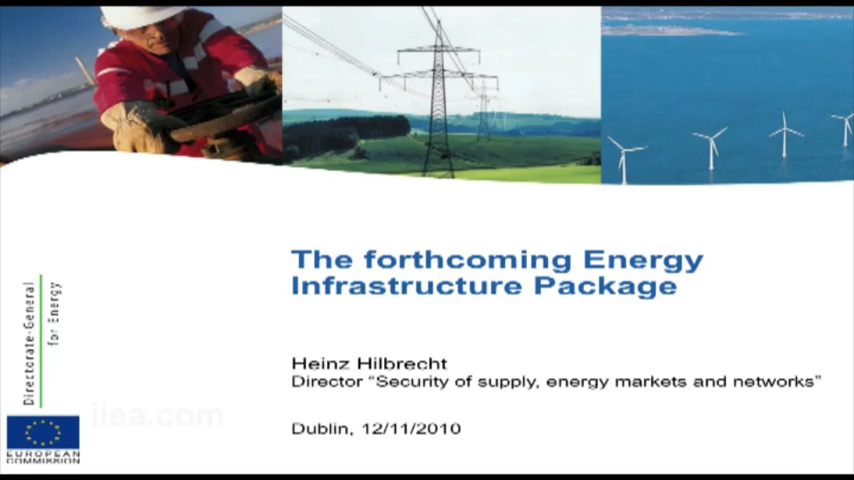 The forthcoming Energy
Infrastructure Package
Heinz Hilbrecht
Director “Security of supply, energy markets and networks”
Dublin, 12/11/2010
Directorate-General
for Energy
iiea.com
EUROPEAN
COMMISSION